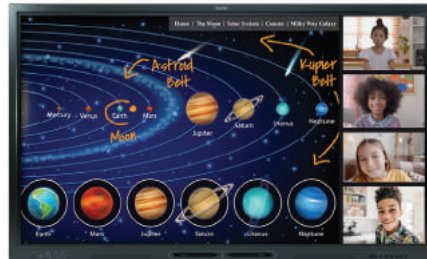 Home | The Moon | Solar System | Comets | Milky Way Galaxy
Astroid
Belt
Kupier
Belt
Mercury
Venus
Earth
Mars
Moon
Jupiter
Saturn
Uranus
Neptune
Earth
Mars
Jupiter
Saturn
Uranus
Neptune